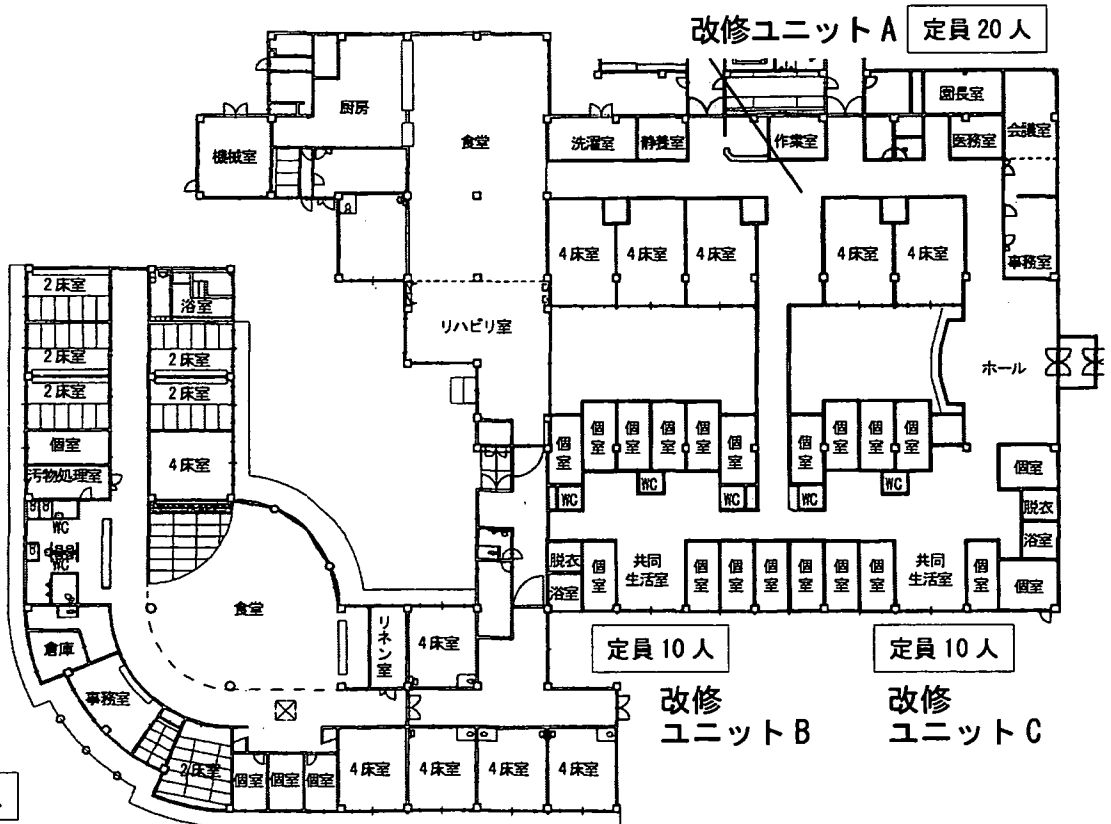 改修ユニットA
定員20人
厨房
園長室
機械室
食堂
洗濯室
静養室
作業室
医務室
会議室
4床室
4床室
4床室
4床室
4床室
事務室
2床室
浴室
リハビリ室
2床室
2床室
ホール
2床室
2床室
個室
4床室
汚物処理室
個室
個室
個室
個室
個室
個室
個室
個室
個室
個室
個室
WC
WC
WC
WC
脱衣
浴室
WC
WC
脱衣
浴室
個室
共同
生活室
個室
個室
個室
個室
個室
個室
共同
生活室
個室
個室
食堂
リネン室
4床室
倉庫
事務室
定員10人
定員10人
改修
ユニットB
改修
ユニットC
2床室
個室
個室
個室
4床室
4床室
4床室
4床室